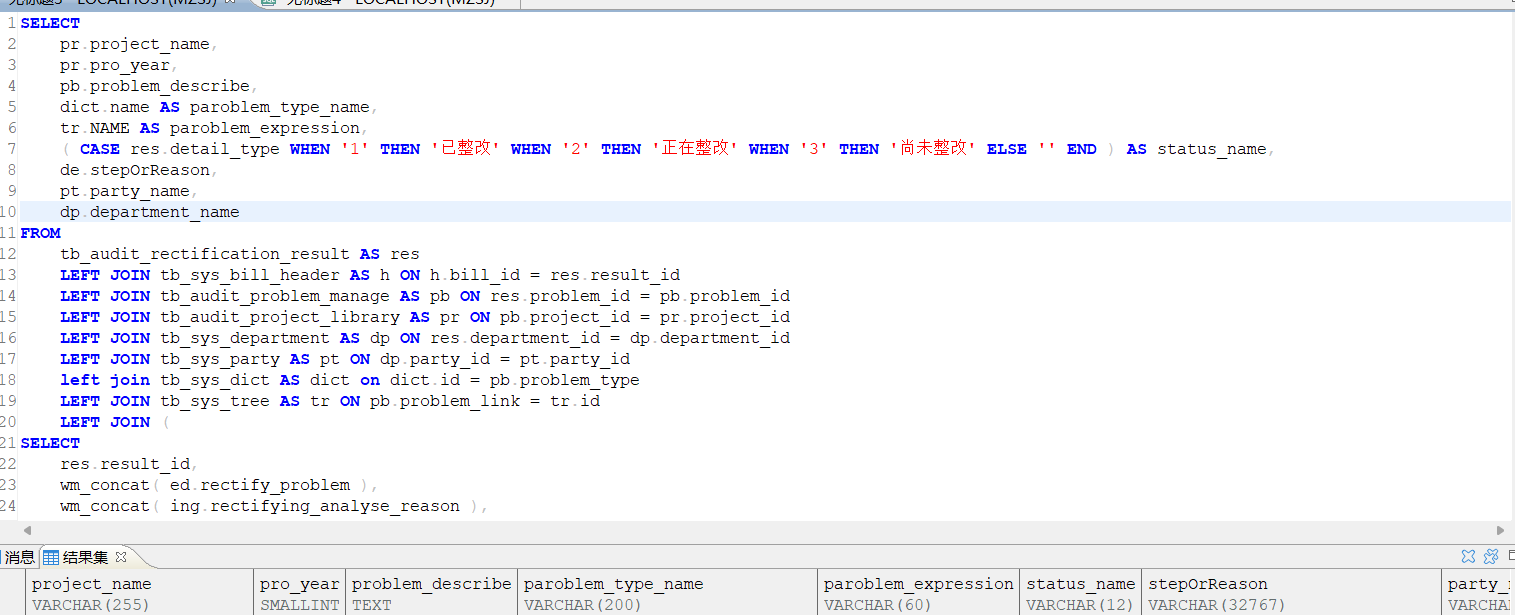 无标题3 - LOCALHOST(MZSJ) 无标题4 - LOCALHOST(MZSJ)
1 SELECT
2 pr.project_name,
3 pr.pro_year,
4 pb.problem_describe,
5 dict.name AS paroblem_type_name,
6 tr.NAME AS paroblem_expression,
7 ( CASE res.detail_type WHEN '1' THEN '已整改' WHEN '2' THEN '正在整改' WHEN '3' THEN '尚未整改' ELSE '' END ) AS status_name,
8 de.stepOrReason,
9 pt.party_name,
10 dp.department_name
11 FROM
12 tb_audit_rectification_result AS res
13 LEFT JOIN tb_sys_bill_header AS h ON h.bill_id = res.result_id
14 LEFT JOIN tb_audit_problem_manage AS pb ON res.problem_id = pb.problem_id
15 LEFT JOIN tb_audit_project_library AS pr ON pb.project_id = pr.project_id
16 LEFT JOIN tb_sys_department AS dp ON res.department_id = dp.department_id
17 LEFT JOIN tb_sys_party AS pt ON dp.party_id = pt.party_id
18 left join tb_sys_dict AS dict on dict.id = pb.problem_type
19 LEFT JOIN tb_sys_tree AS tr ON pb.problem_link = tr.id
20 LEFT JOIN (
21 SELECT
22 res.result_id,
23 wm_concat( ed.rectify_problem ),
24 wm_concat( ing.rectifying_analyse_reason ),
消息 结果集
project_name pro_year problem_describe paroblem_type_name paroblem_expression status_name stepOrReason party_
VARCHAR(255) SMALLINT TEXT VARCHAR(200) VARCHAR(60) VARCHAR(12) VARCHAR(32767)